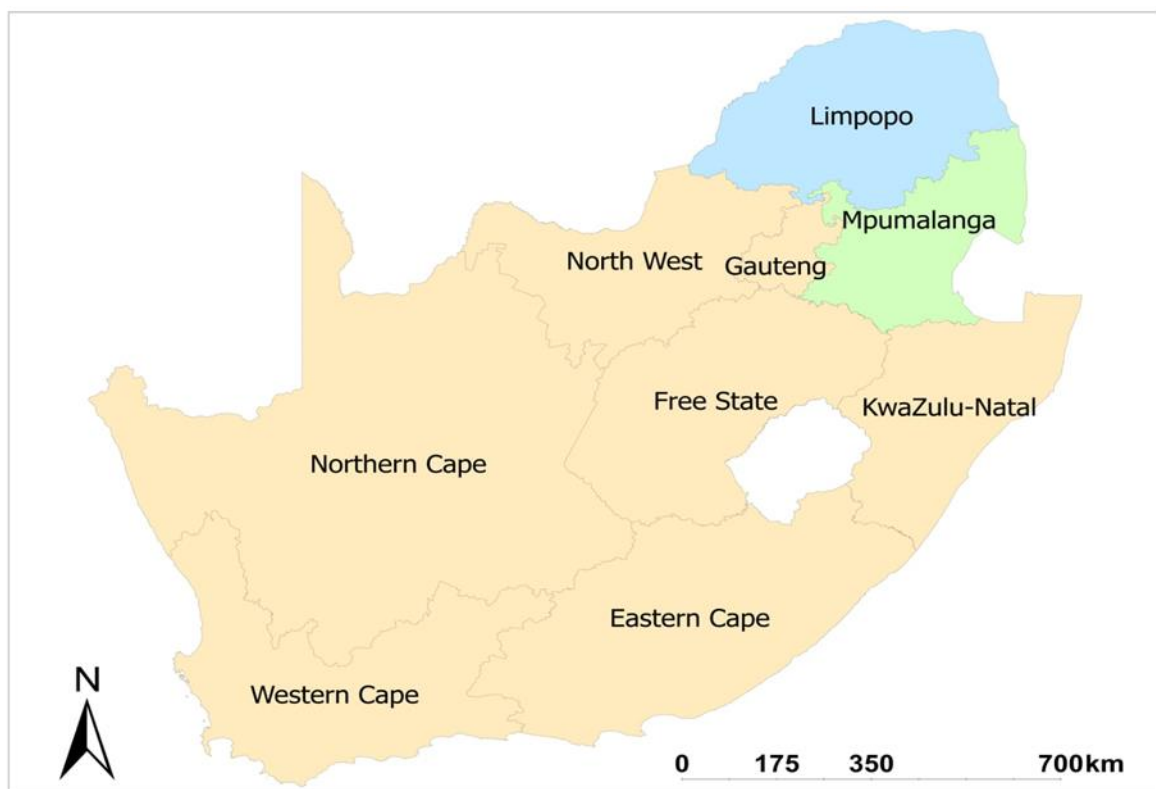 Limpopo
Mpumalanga
North West
Gauteng
Free State
KwaZulu-Natal
Northern Cape
Eastern Cape
Western Cape
N
0 175 350 700km